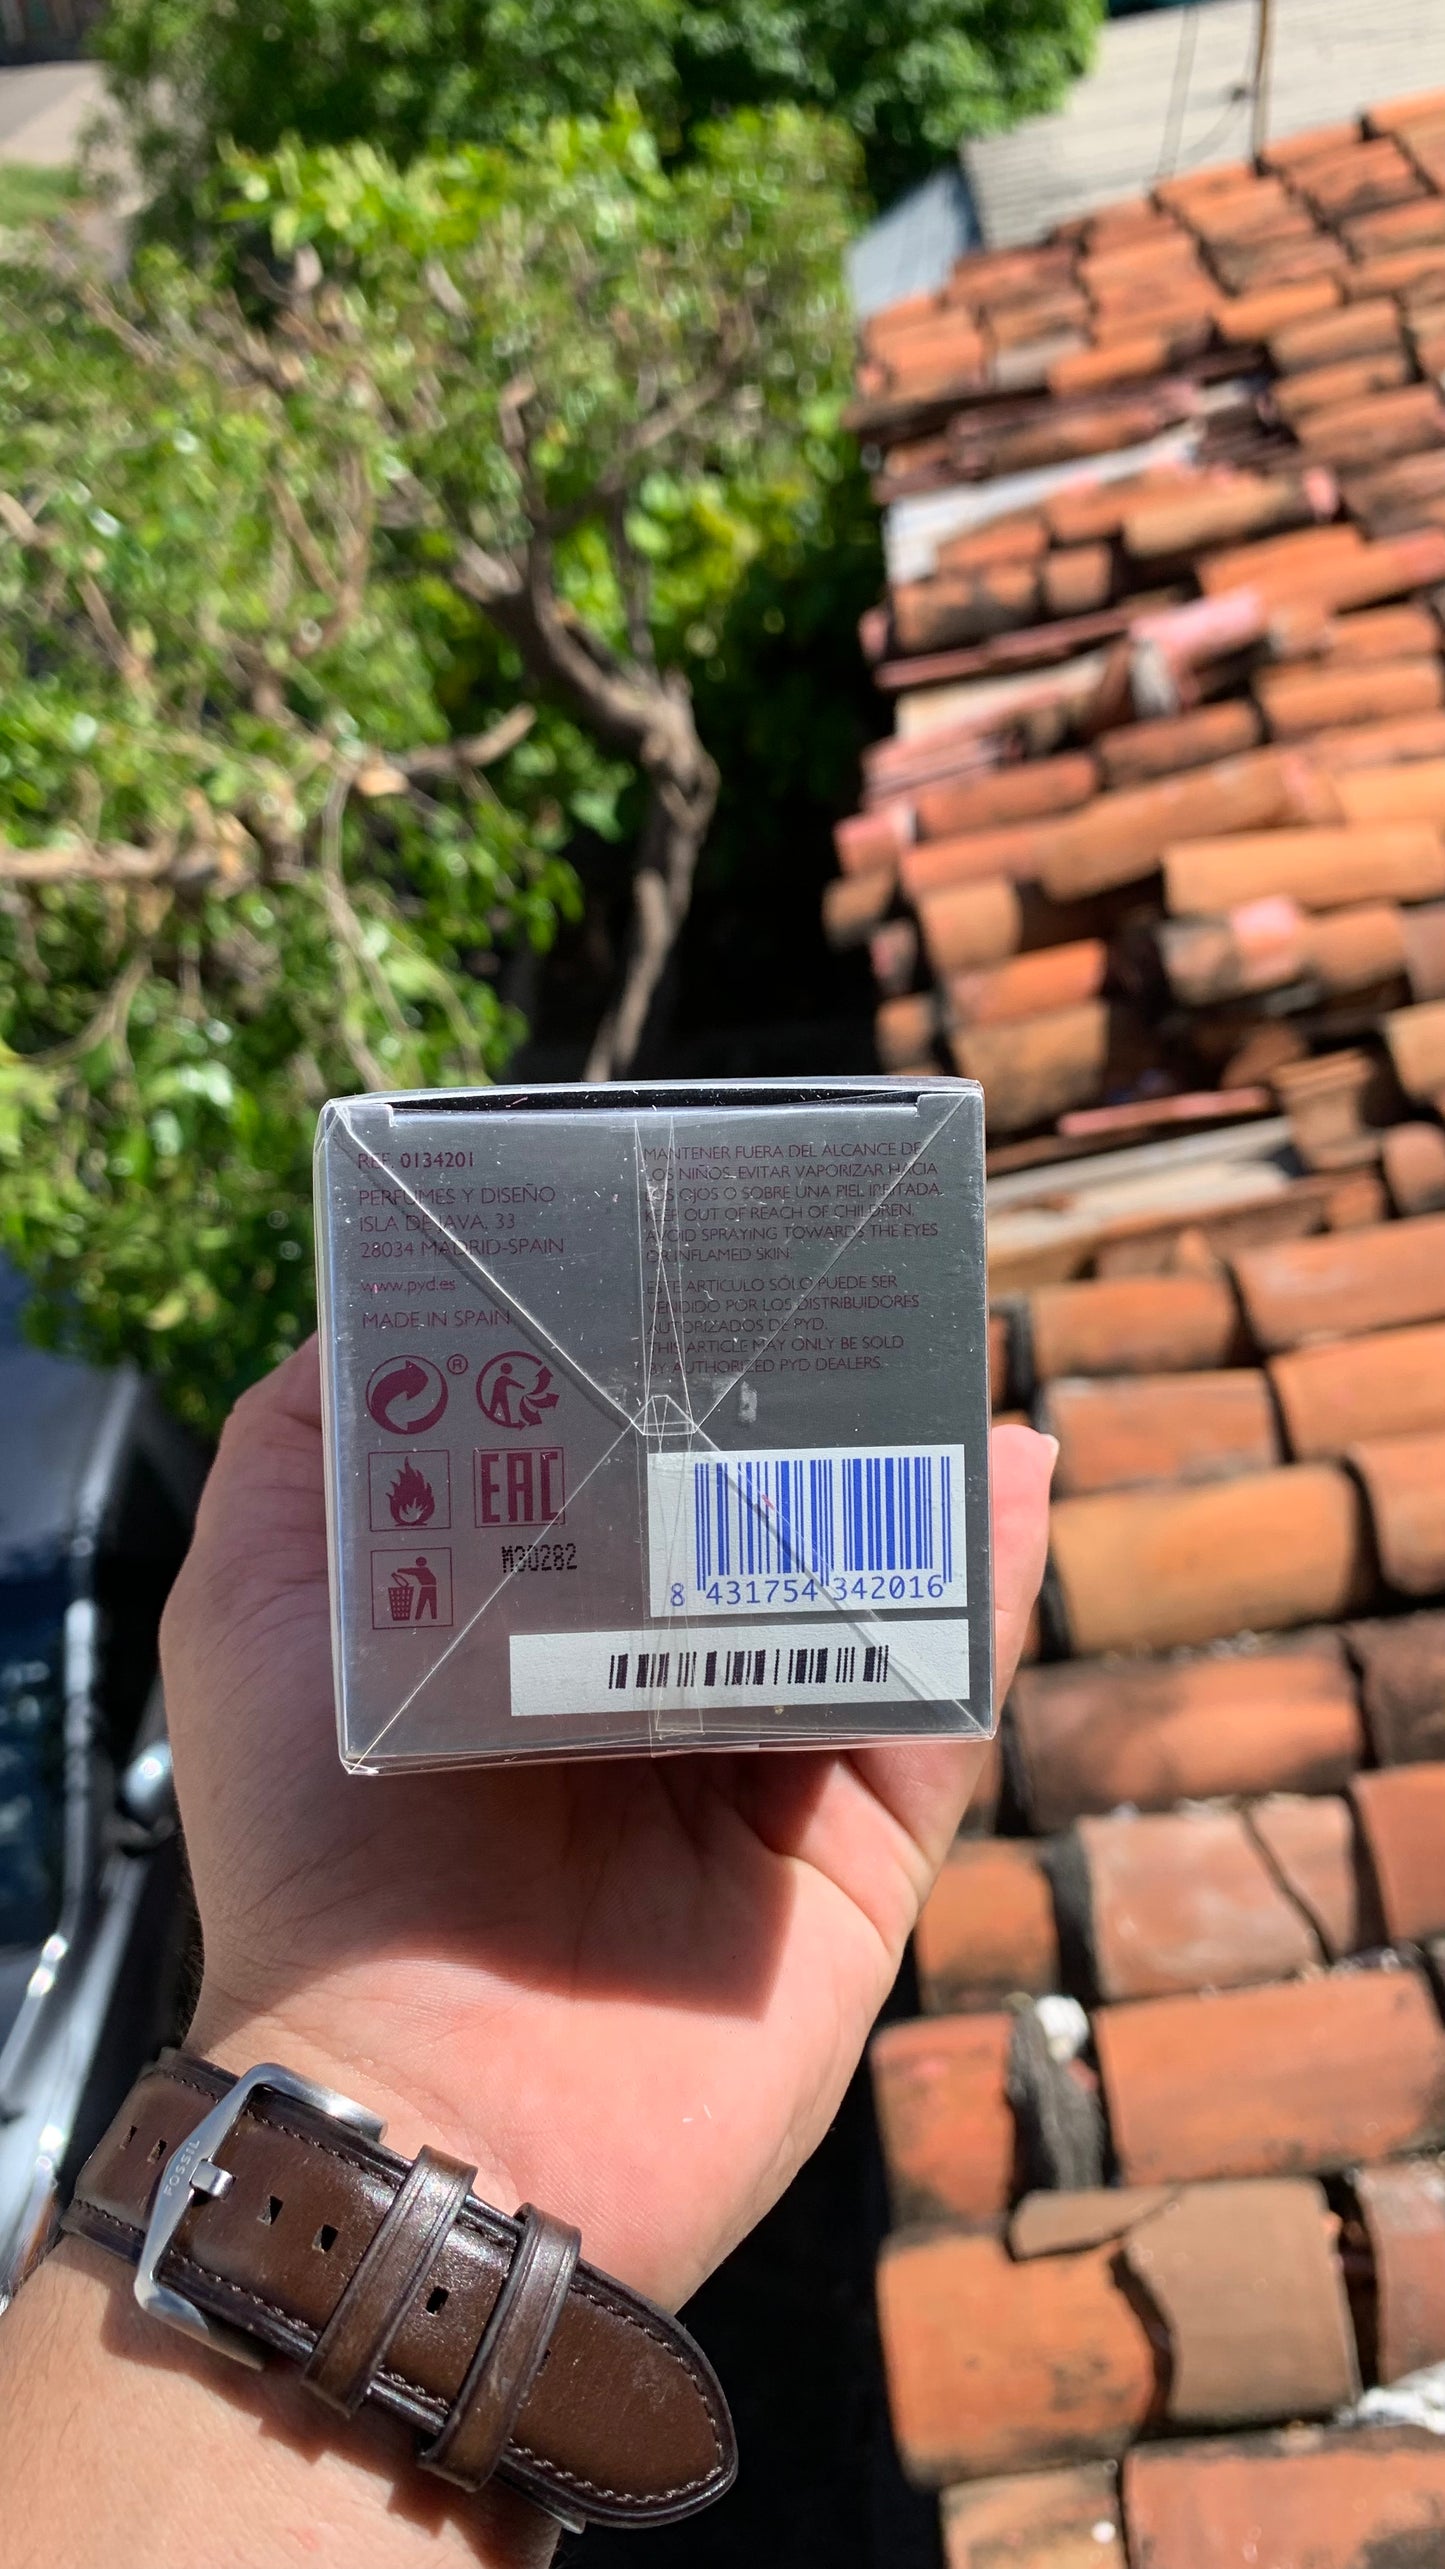 REF. 0134201
PERFUMES Y DISEÑO
ISLA DE JAVA, 33
28034 MADRID-SPAIN
www.pyd.es
MADE IN SPAIN
®
EAC
M30282
MANTENER FUERA DEL ALCANCE DE
LOS NIÑOS. EVITAR VAPORIZAR HACIA
LOS OJOS O SOBRE UNA PIEL IRRITADA.
KEEP OUT OF REACH OF CHILDREN.
AVOID SPRAYING TOWARDS THE EYES
OR INFLAMED SKIN.
ESTE ARTICULO SÓLO PUEDE SER
VENDIDO POR LOS DISTRIBUIDORES
AUTORIZADOS DE PYD.
THIS ARTICLE MAY ONLY BE SOLD
BY AUTHORIZED PYD DEALERS.
8 431754 342016
FOSSIL